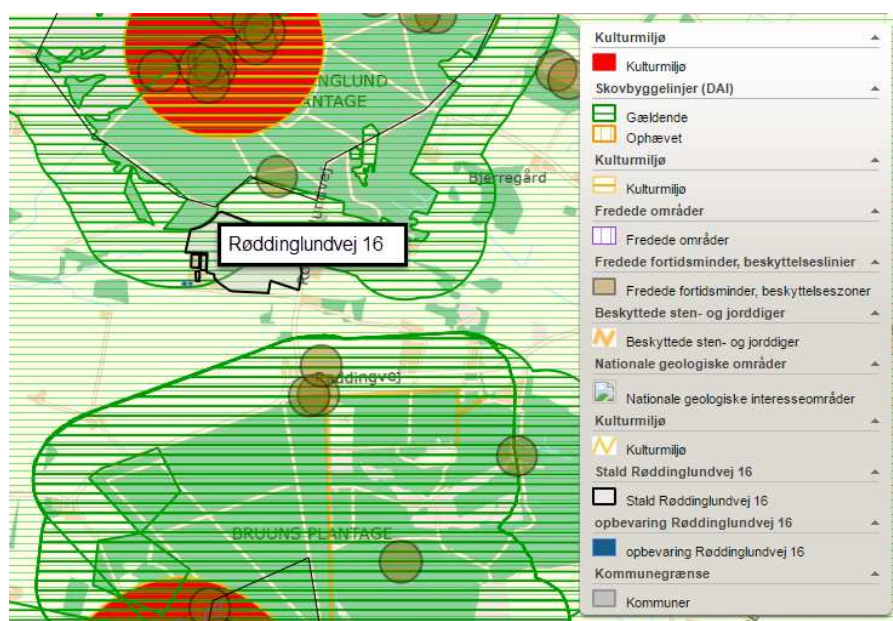 NGLUND
ANTAGE
Bjerregård
Røddinglundvej 16
Røddingvej
BRUUNS PLANTAGE
Kulturmiljø
Kulturmiljø
Skovbyggelinjer (DAI)
Gældende
Ophævet
Kulturmiljø
Kulturmiljø
Fredede områder
Fredede områder
Fredede fortidsminder, beskyttelseslinier
Fredede fortidsminder, beskyttelseszoner
Beskyttede sten- og jorddiger
Beskyttede sten- og jorddiger
Nationale geologiske områder
Nationale geologiske interesseområder
Kulturmiljø
Kulturmiljø
Stald Røddinglundvej 16
Stald Røddinglundvej 16
opbevaring Røddinglundvej 16
opbevaring Røddinglundvej 16
Kommunegrænse
Kommuner